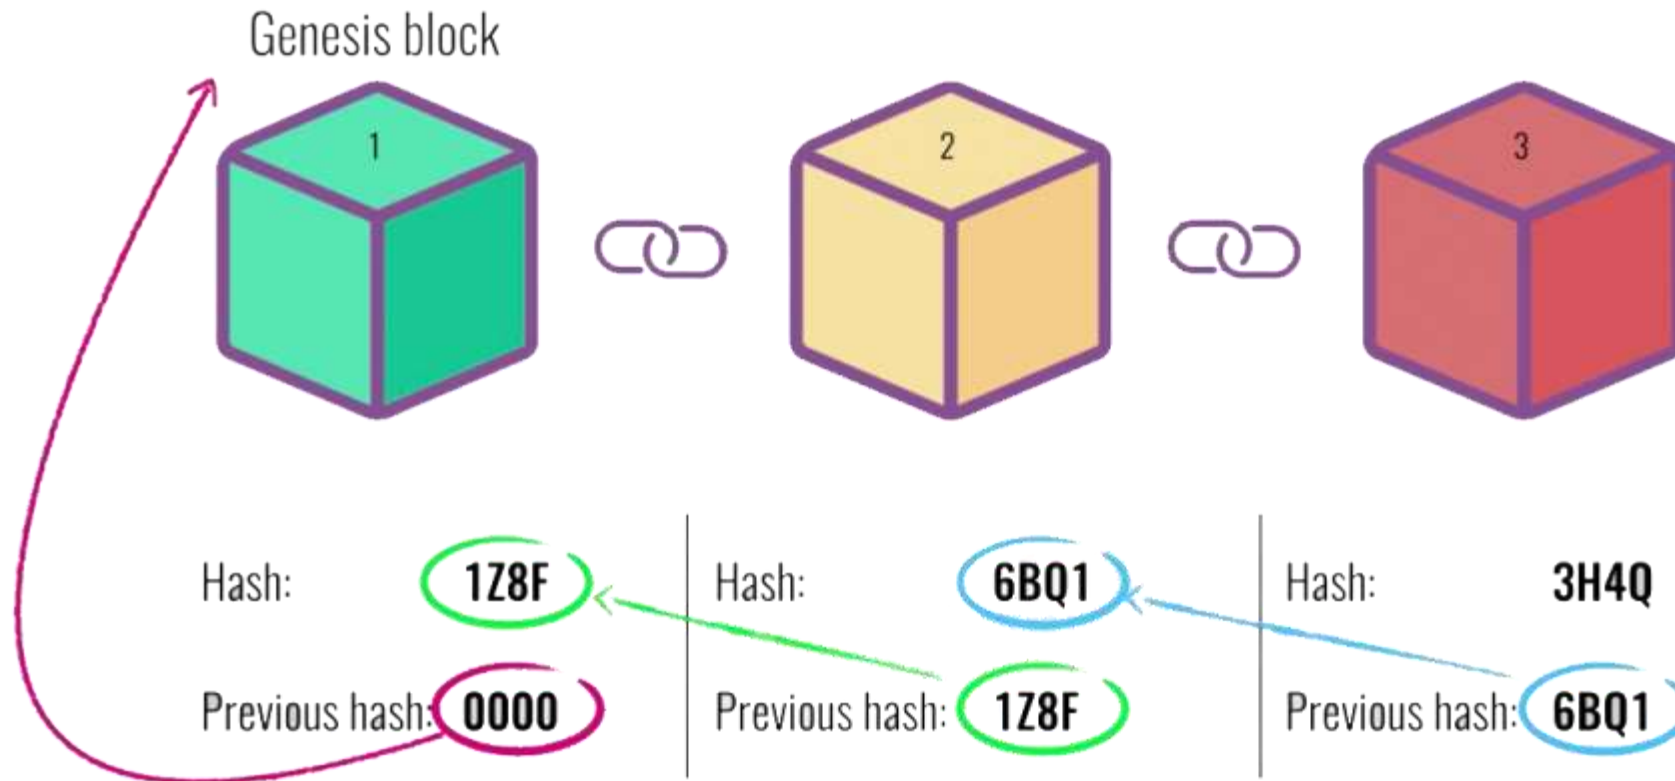 Genesis block
1
2
3
Hash: 1Z8F
Previous hash: 0000
Hash: 6BQ1
Previous hash: 1Z8F
Hash: 3H4Q
Previous hash: 6BQ1